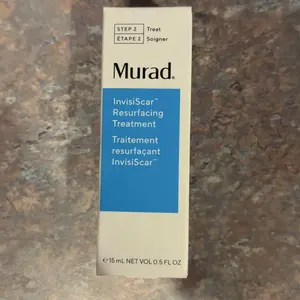 STEP 2 Treat
ÉTAPE 2 Soigner
Murad.
InvisiScar™
Resurfacing
Treatment
Traitement
resurfaçant
InvisiScar™
℮15 mL NET VOL 0.5 FL OZ